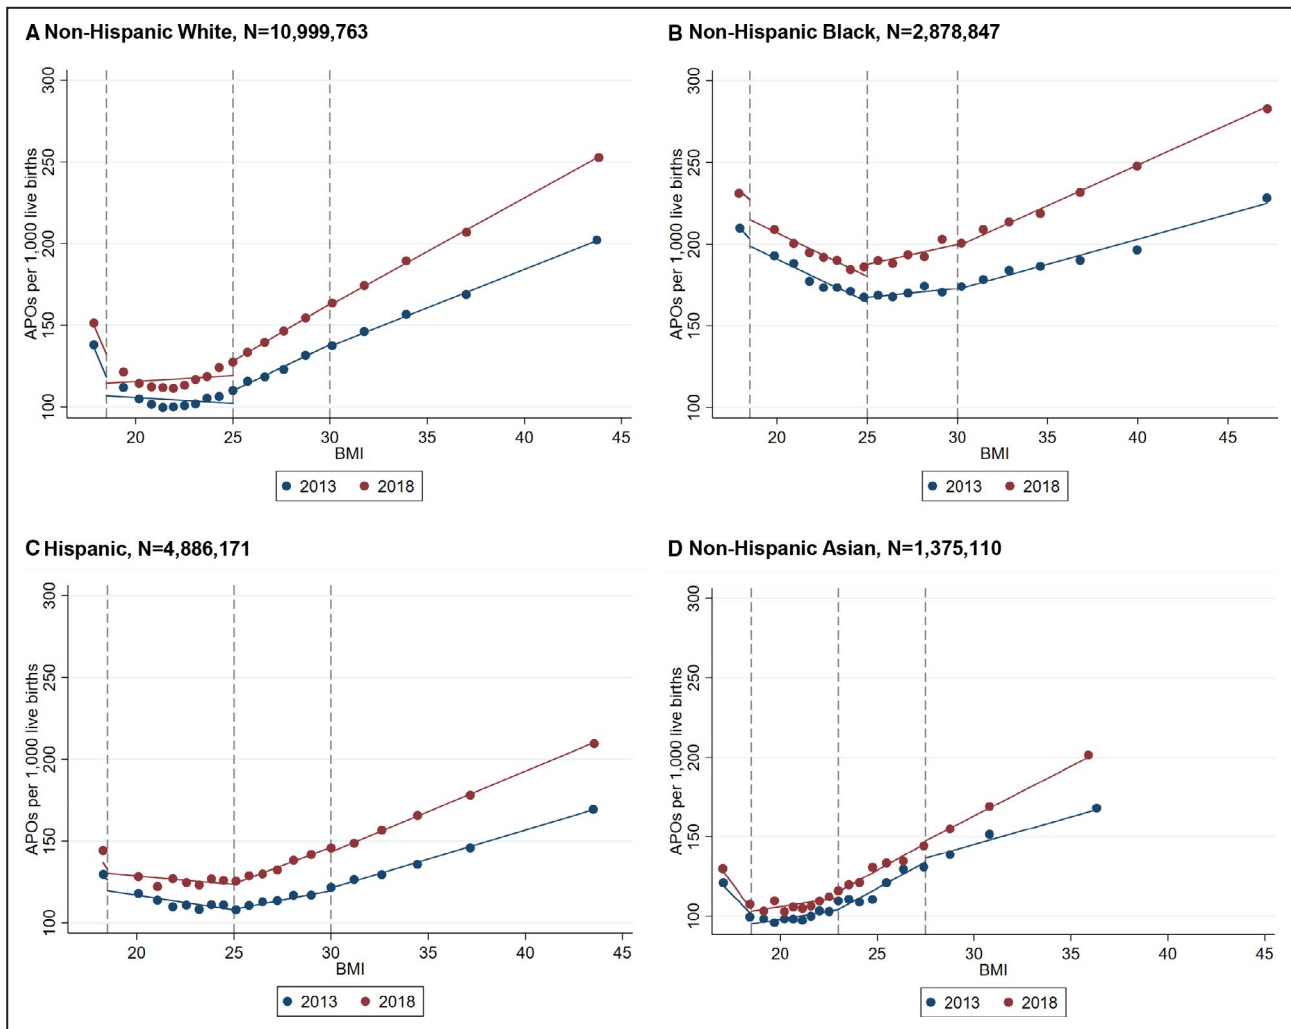 A Non-Hispanic White, N=10,999,763
APOs per 1,000 live births
300
250
200
150
100
20 25 30 35 40 45
BMI
2013 2018
B Non-Hispanic Black, N=2,878,847
APOs per 1,000 live births
300
250
200
150
100
20 25 30 35 40 45
BMI
2013 2018
C Hispanic, N=4,886,171
APOs per 1,000 live births
300
250
200
150
100
20 25 30 35 40 45
BMI
2013 2018
D Non-Hispanic Asian, N=1,375,110
APOs per 1,000 live births
300
250
200
150
100
20 25 30 35 40 45
BMI
2013 2018